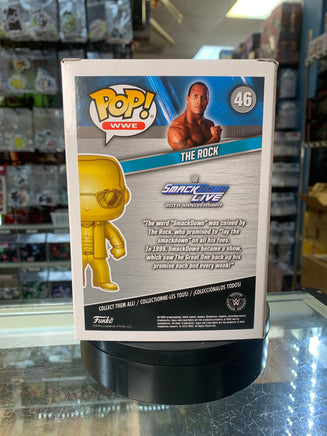 POP!
WWE
46
THE ROCK
SMACKDOWN
LIVE
20TH ANNIVERSARY
"The word "SmackDown" was coined by
The Rock, who promised to "lay the
smackdown" on all his foes.
In 1999, SmackDown became a show,
which saw The Great One back up his
promise each and every week!"
COLLECT THEM ALL! / COLLECTIONNE-LES TOUS! / ¡COLECCIÓNALOS TODOS!
Funko